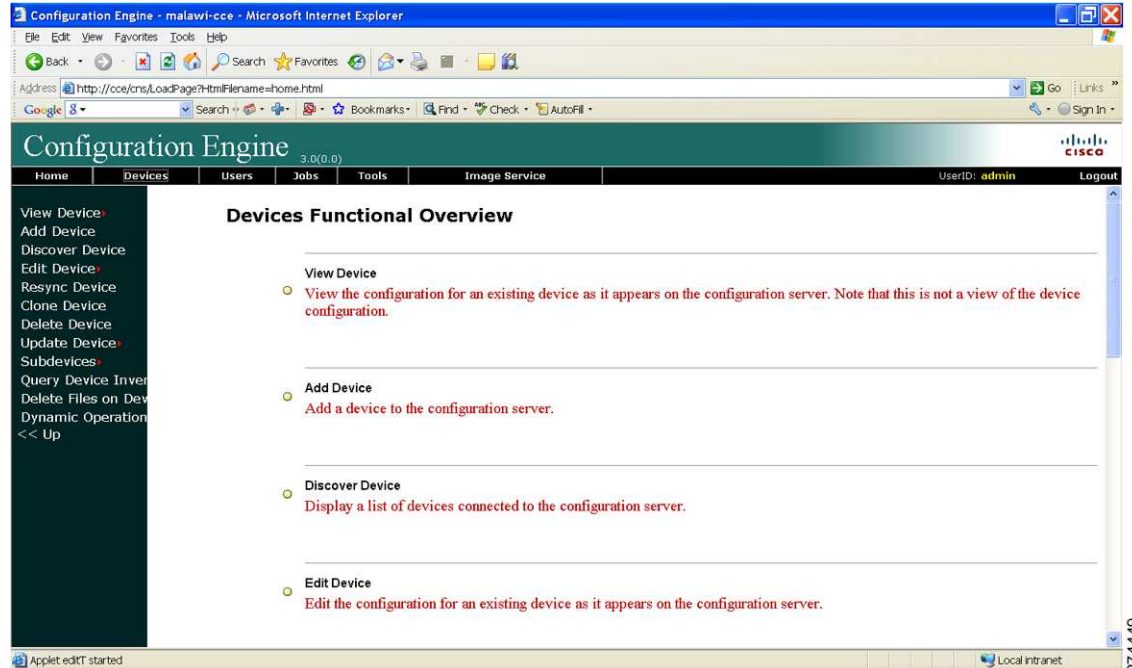 Configuration Engine - malawi-cce - Microsoft Internet Explorer
File Edit View Favorites Tools Help
Back Search Favorites
Address http://cce/cns/LoadPage?HtmlFilename=home.html Go Links »
Google Search Bookmarks Find Check AutoFill Sign In
Configuration Engine 3.0(0.0)
CISCO
Home Devices Users Jobs Tools Image Service UserID: admin Logout
View Device
Add Device
Discover Device
Edit Device
Resync Device
Clone Device
Delete Device
Update Device
Subdevices
Query Device Inver
Delete Files on Dev
Dynamic Operation
<< Up
Devices Functional Overview
View Device
View the configuration for an existing device as it appears on the configuration server. Note that this is not a view of the device
configuration.
Add Device
Add a device to the configuration server.
Discover Device
Display a list of devices connected to the configuration server.
Edit Device
Edit the configuration for an existing device as it appears on the configuration server.
Applet editT started Local intranet